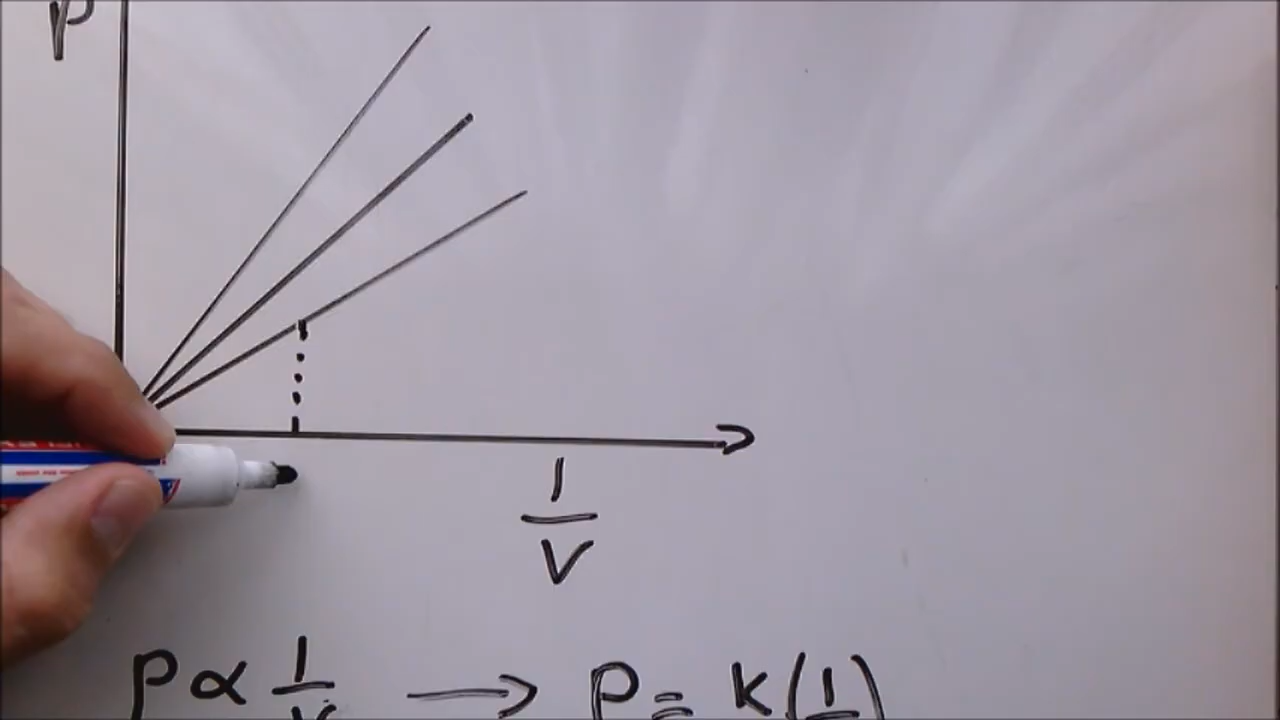 P
1
V
P ∝ 1/V → P = K(1